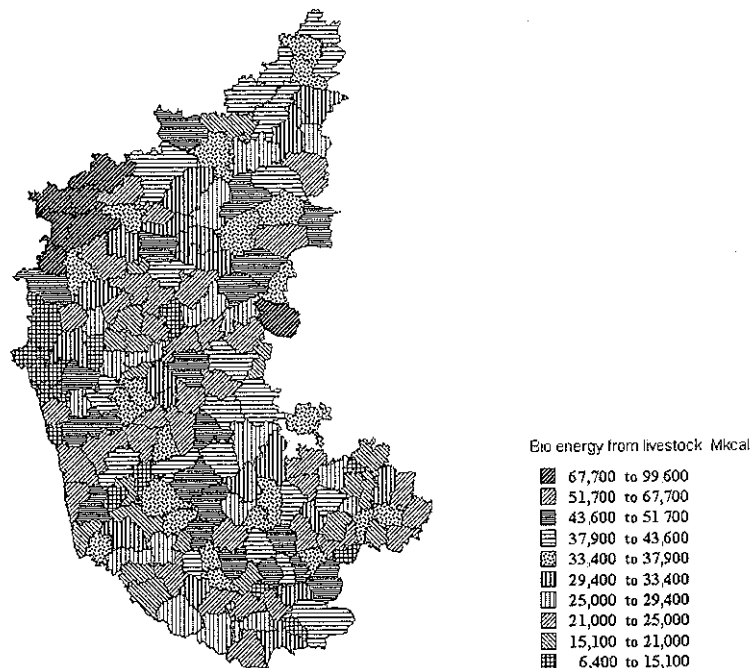 Bio energy from livestock Mkcal
67,700 to 99,600
51,700 to 67,700
43,600 to 51 700
37,900 to 43,600
33,400 to 37,900
29,400 to 33,400
25,000 to 29,400
21,000 to 25,000
15,100 to 21,000
6,400 to 15,100